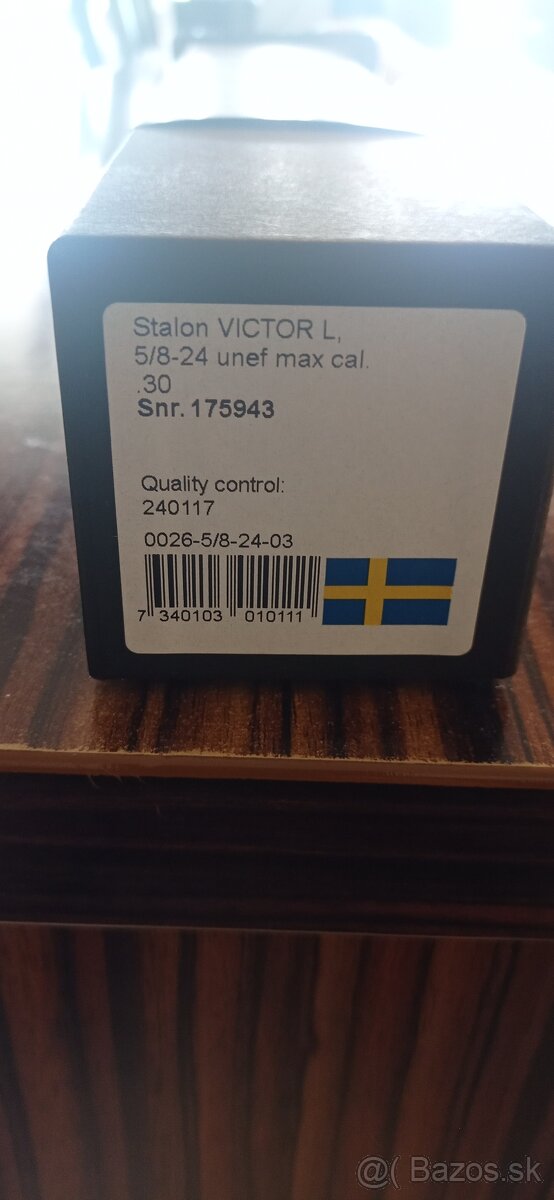 Stalon VICTOR L,
5/8-24 unef max cal.
.30
Snr. 175943
Quality control:
240117
0026-5/8-24-03
7 340103 010111
@( Bazos.sk